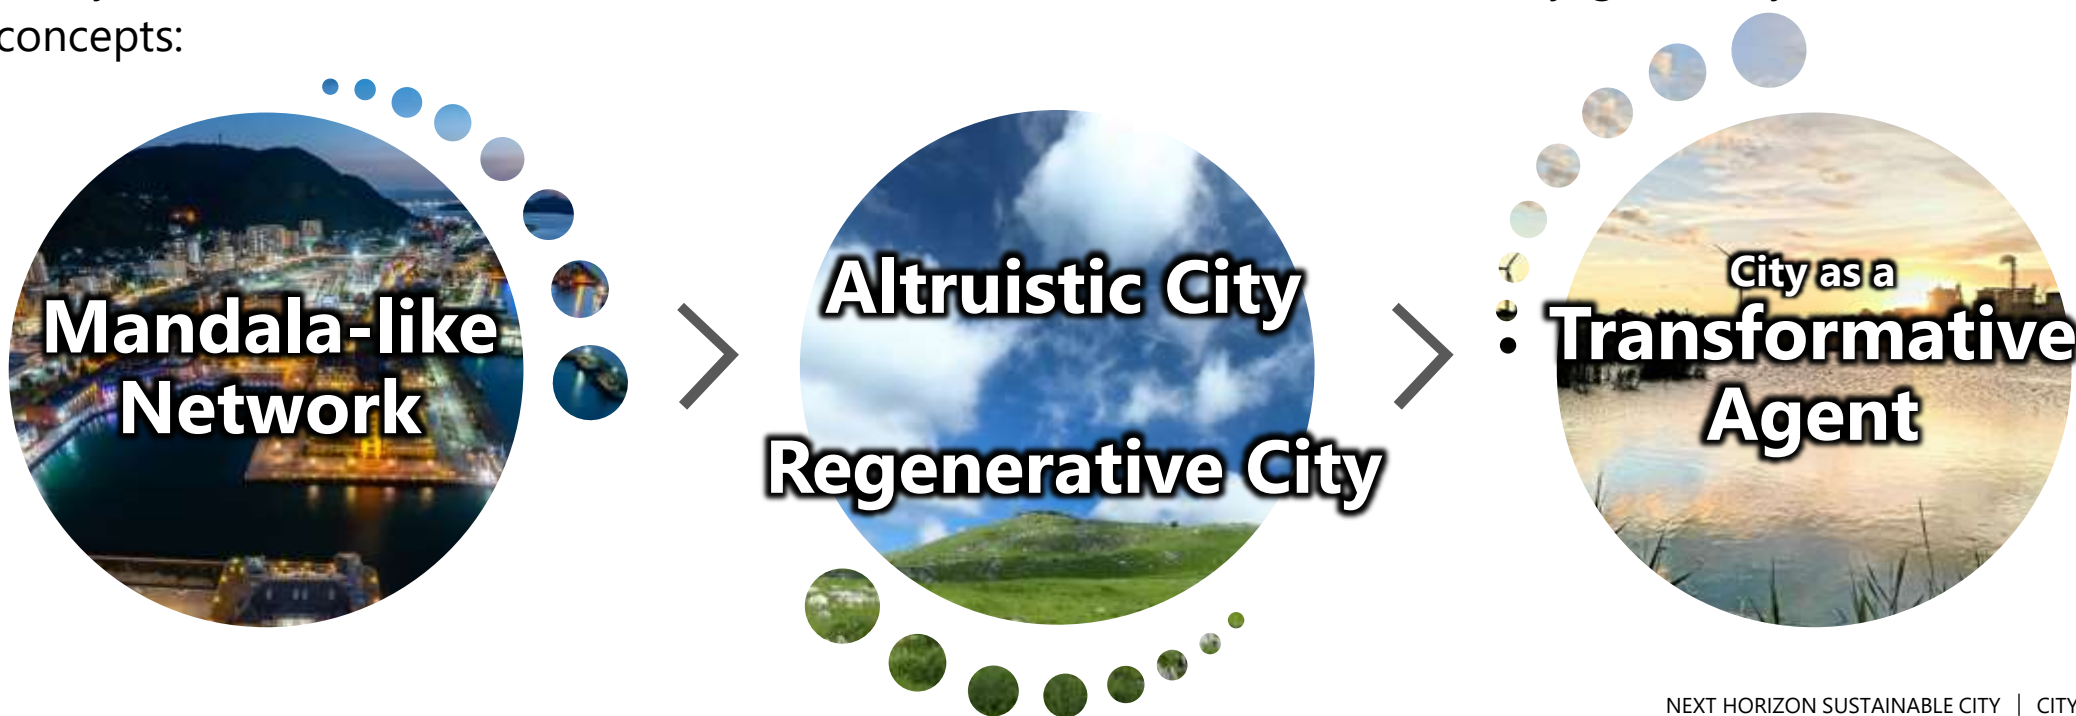 concepts:
Mandala-like
Network
Altruistic City
Regenerative City
City as a
Transformative
Agent
NEXT HORIZON SUSTAINABLE CITY | CITY